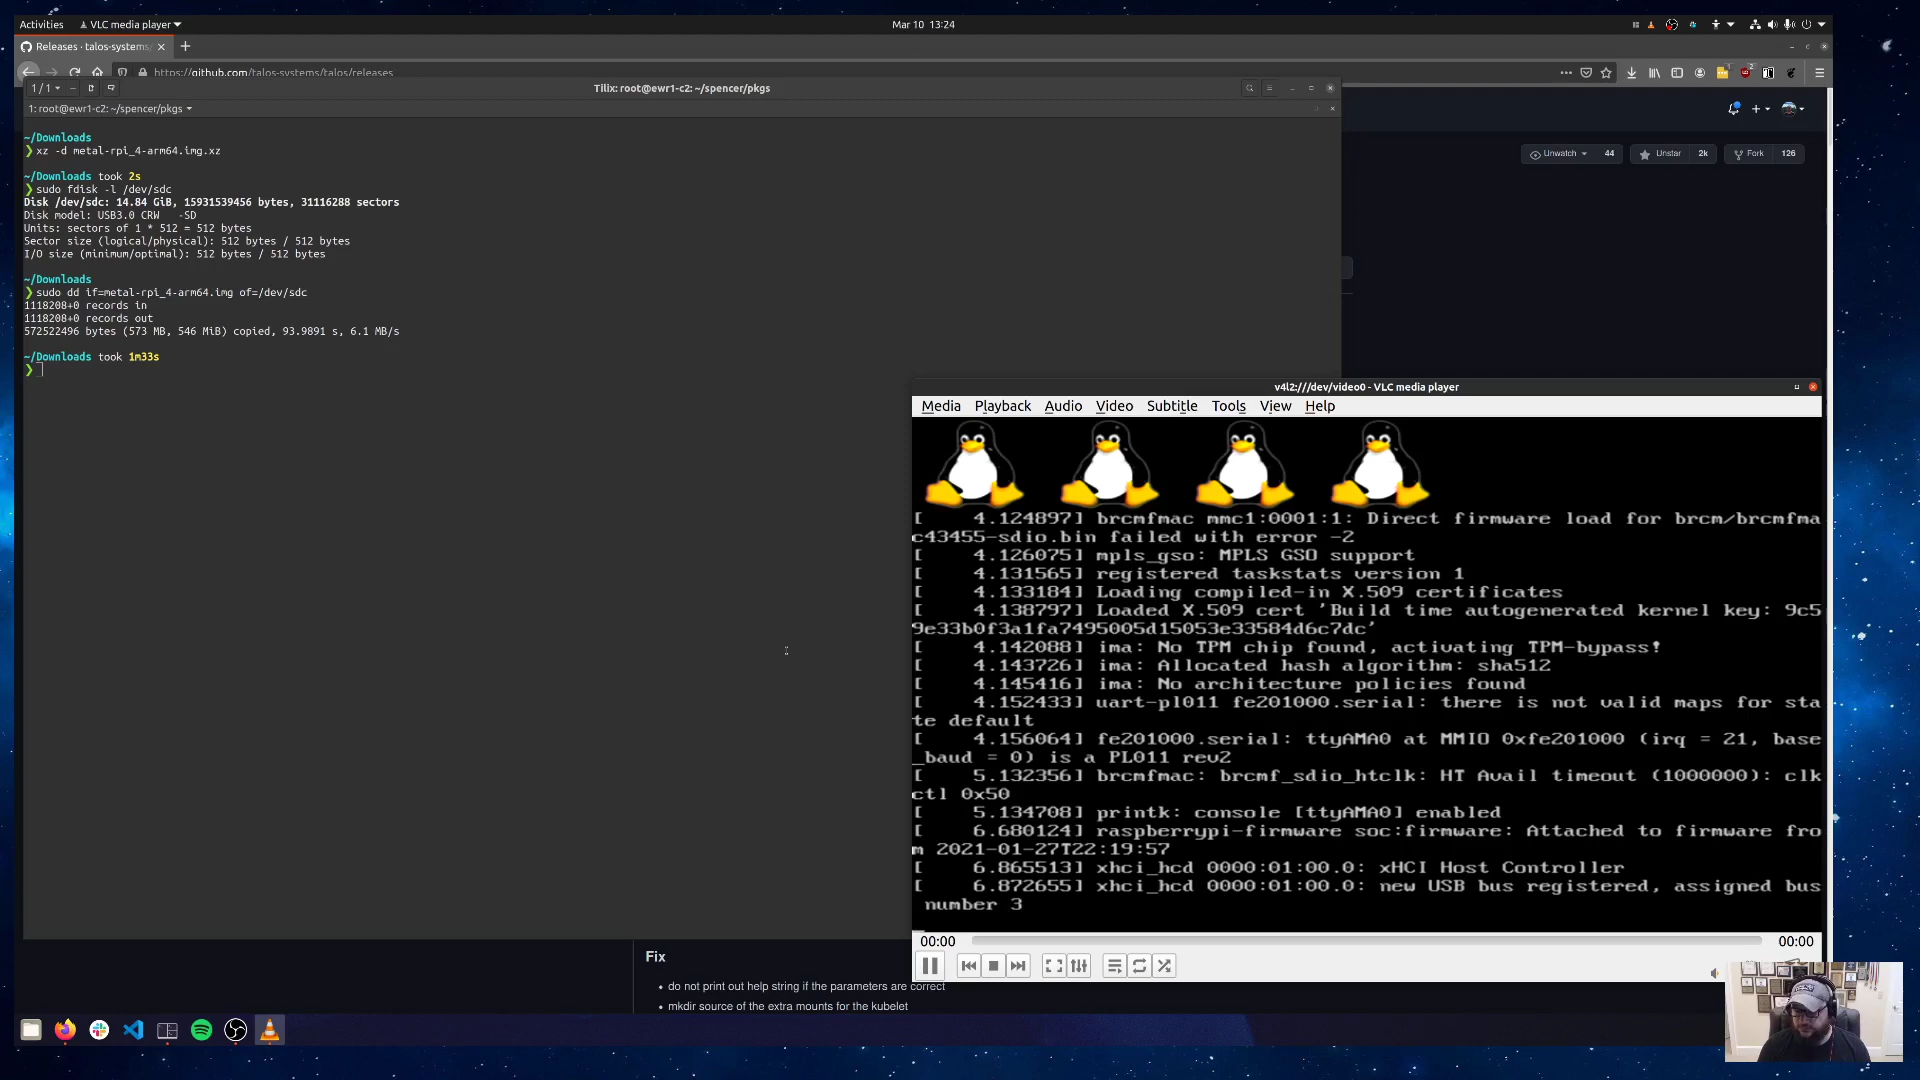 Activities
VLC media player
Mar 10 13:24
Releases · talos-systems/
https://github.com/talos-systems/talos/releases
1 / 1
Tilix: root@ewr1-c2: ~/spencer/pkgs
1: root@ewr1-c2: ~/spencer/pkgs
Unwatch 44
Unstar 2k
Fork 126
~/Downloads
❯ xz -d metal-rpi_4-arm64.img.xz
~/Downloads took 2s
❯ sudo fdisk -l /dev/sdc
Disk /dev/sdc: 14.84 GiB, 15931539456 bytes, 31116288 sectors
Disk model: USB3.0 CRW   -SD
Units: sectors of 1 * 512 = 512 bytes
Sector size (logical/physical): 512 bytes / 512 bytes
I/O size (minimum/optimal): 512 bytes / 512 bytes
~/Downloads
❯ sudo dd if=metal-rpi_4-arm64.img of=/dev/sdc
1118208+0 records in
1118208+0 records out
572522496 bytes (573 MB, 546 MiB) copied, 93.9891 s, 6.1 MB/s
~/Downloads took 1m33s
❯
v4l2:///dev/video0 - VLC media player
Media Playback Audio Video Subtitle Tools View Help
[    4.124897] brcmfmac mmc1:0001:1: Direct firmware load for brcm/brcmfma
c43455-sdio.bin failed with error -2
[    4.126075] mpls_gso: MPLS GSO support
[    4.131565] registered taskstats version 1
[    4.133184] Loading compiled-in X.509 certificates
[    4.138797] Loaded X.509 cert 'Build time autogenerated kernel key: 9c5
9e33b0f3a1fa7495005d15053e33584d6c7dc'
[    4.142088] ima: No TPM chip found, activating TPM-bypass!
[    4.143726] ima: Allocated hash algorithm: sha512
[    4.145416] ima: No architecture policies found
[    4.152433] uart-pl011 fe201000.serial: there is not valid maps for sta
te default
[    4.156064] fe201000.serial: ttyAMA0 at MMIO 0xfe201000 (irq = 21, base
_baud = 0) is a PL011 rev2
[    5.132356] brcmfmac: brcmf_sdio_htclk: HT Avail timeout (1000000): clk
ctl 0x50
[    5.134708] printk: console [ttyAMA0] enabled
[    6.680124] raspberrypi-firmware soc:firmware: Attached to firmware fro
m 2021-01-27T22:19:57
[    6.865513] xhci_hcd 0000:01:00.0: xHCI Host Controller
[    6.872655] xhci_hcd 0000:01:00.0: new USB bus registered, assigned bus
number 3
00:00
00:00
Fix
• do not print out help string if the parameters are correct
• mkdir source of the extra mounts for the kubelet